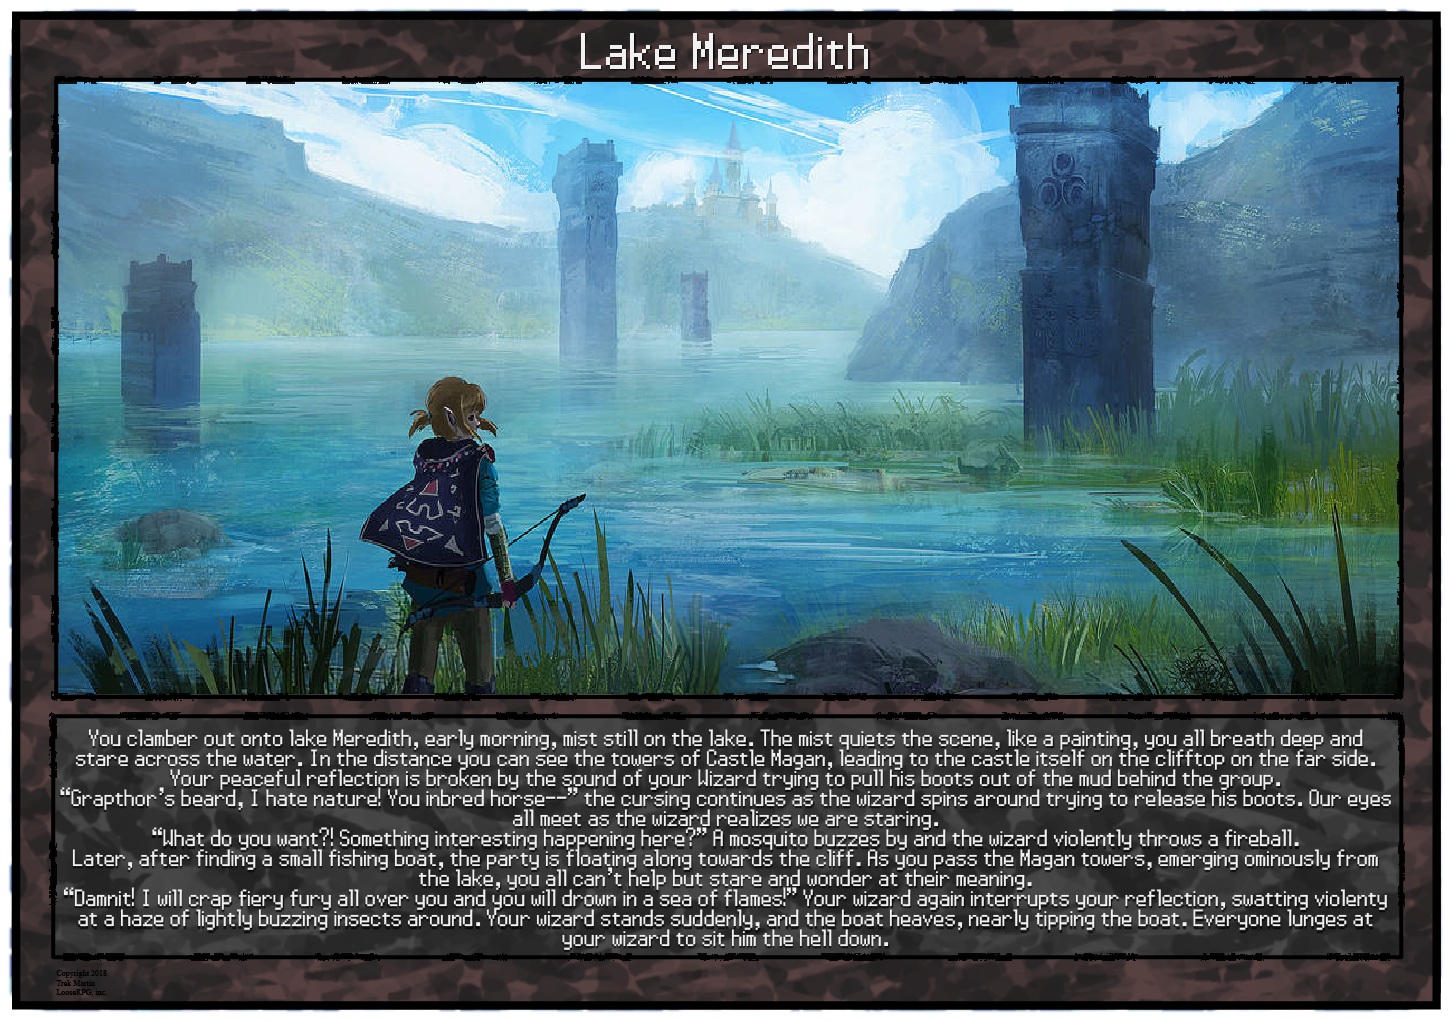 Lake Meredith
You clamber out onto lake Meredith, early morning, mist still on the lake. The mist quiets the scene, like a painting, you all breath deep and
stare across the water. In the distance you can see the towers of Castle Magan, leading to the castle itself on the clifftop on the far side.
Your peaceful reflection is broken by the sound of your Wizard trying to pull his boots out of the mud behind the group.
“Grapthor’s beard, I hate nature! You inbred horse--” the cursing continues as the wizard spins around trying to release his boots. Our eyes
all meet as the wizard realizes we are staring.
“What do you want?! Something interesting happening here?” A mosquito buzzes by and the wizard violently throws a fireball.
Later, after finding a small fishing boat, the party is floating along towards the cliff. As you pass the Magan towers, emerging ominously from
the lake, you all can’t help but stare and wonder at their meaning.
“Damnit! I will crap fiery fury all over you and you will drown in a sea of flames!” Your wizard again interrupts your reflection, swatting violenty
at a haze of lightly buzzing insects around. Your wizard stands suddenly, and the boat heaves, nearly tipping the boat. Everyone lunges at
your wizard to sit him the hell down.
Copyright 2018
Trak Martin
LooseRPG, inc.